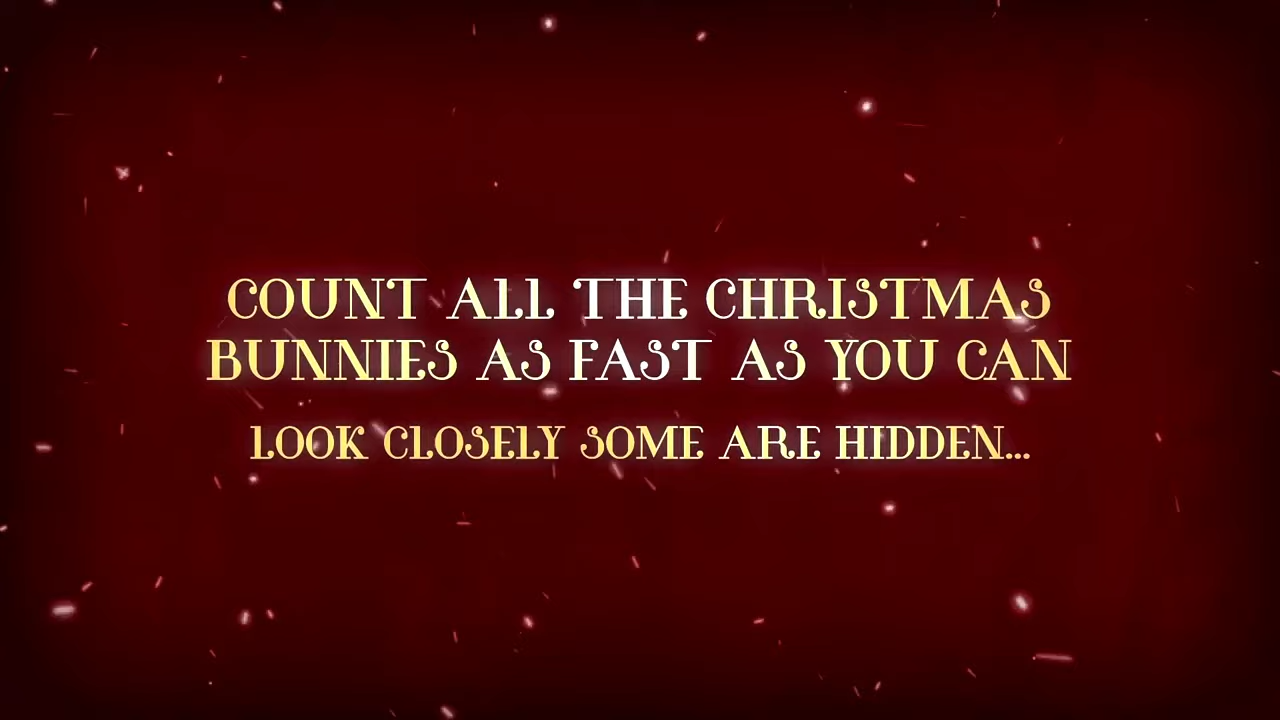 COUNT ALL THE CHRISTMAS
BUNNIES AS FAST AS YOU CAN
LOOK CLOSELY SOME ARE HIDDEN...